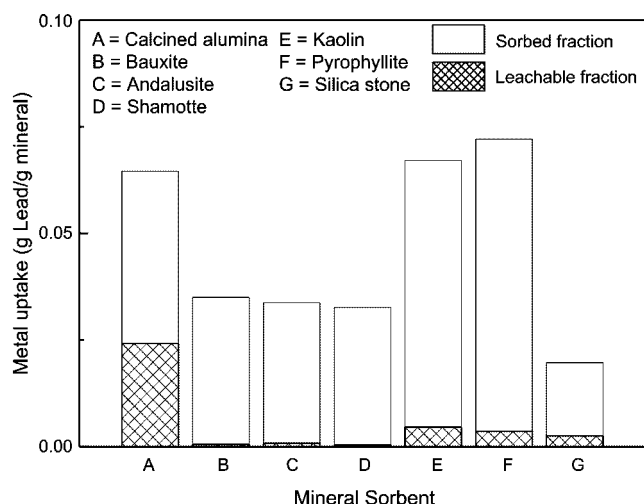 0.10
A = Calcined alumina E = Kaolin
B = Bauxite F = Pyrophyllite
C = Andalusite G = Silica stone
D = Shamotte
Sorbed fraction
Leachable fraction
Metal uptake (g Lead/g mineral)
0.05
0.00
A B C D E F G
Mineral Sorbent